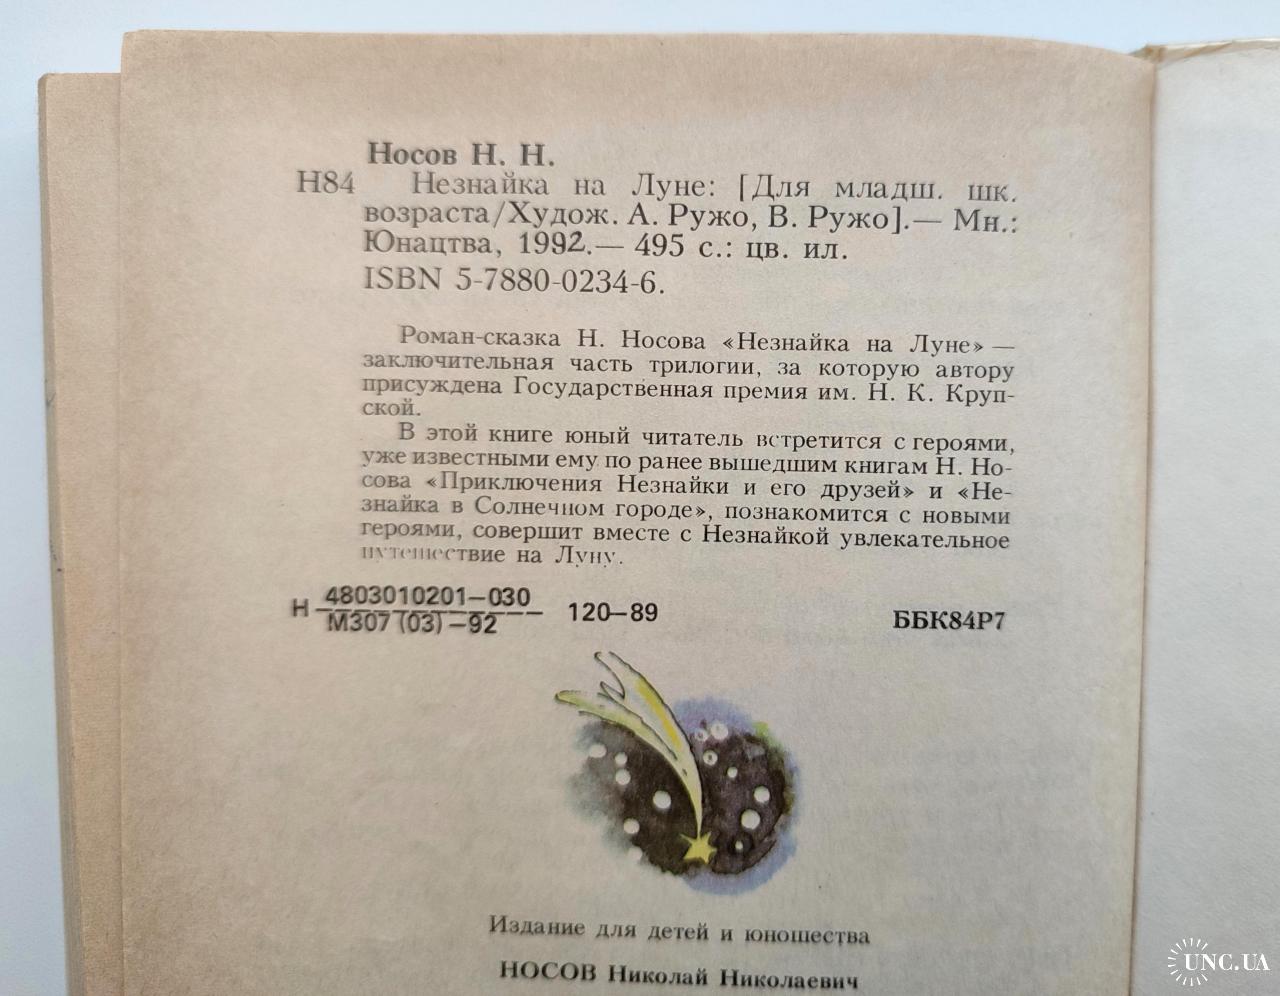 Носов Н. Н.
Н84 Незнайка на Луне: [Для младш. шк.
возраста/Худож. А. Ружо, В. Ружо].— Мн.:
Юнацтва, 1992.— 495 с.: цв. ил.
ISBN 5-7880-0234-6.
Роман-сказка Н. Носова «Незнайка на Луне» —
заключительная часть трилогии, за которую автору
присуждена Государственная премия им. Н. К. Круп-
ской.
В этой книге юный читатель встретится с героями,
уже известными ему по ранее вышедшим книгам Н. Но-
сова «Приключения Незнайки и его друзей» и «Не-
знайка в Солнечном городе», познакомится с новыми
героями, совершит вместе с Незнайкой увлекательное
путешествие на Луну.
Н 4803010201—030 120—89 ББК84Р7
М307 (03) —92
Издание для детей и юношества
НОСОВ Николай Николаевич
UNC.UA